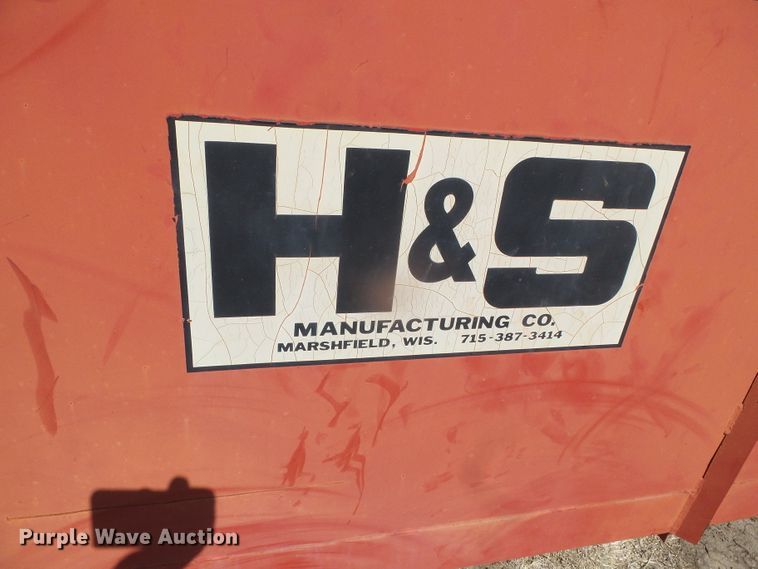 H&S
MANUFACTURING CO.
MARSHFIELD, WIS. 715-387-3414
Purple Wave Auction